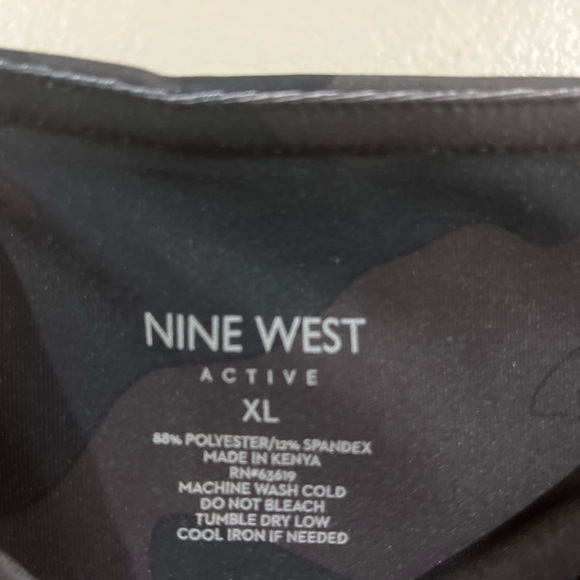 NINE WEST
ACTIVE
XL
88% POLYESTER/12% SPANDEX
MADE IN KENYA
RN#63619
MACHINE WASH COLD
DO NOT BLEACH
TUMBLE DRY LOW
COOL IRON IF NEEDED